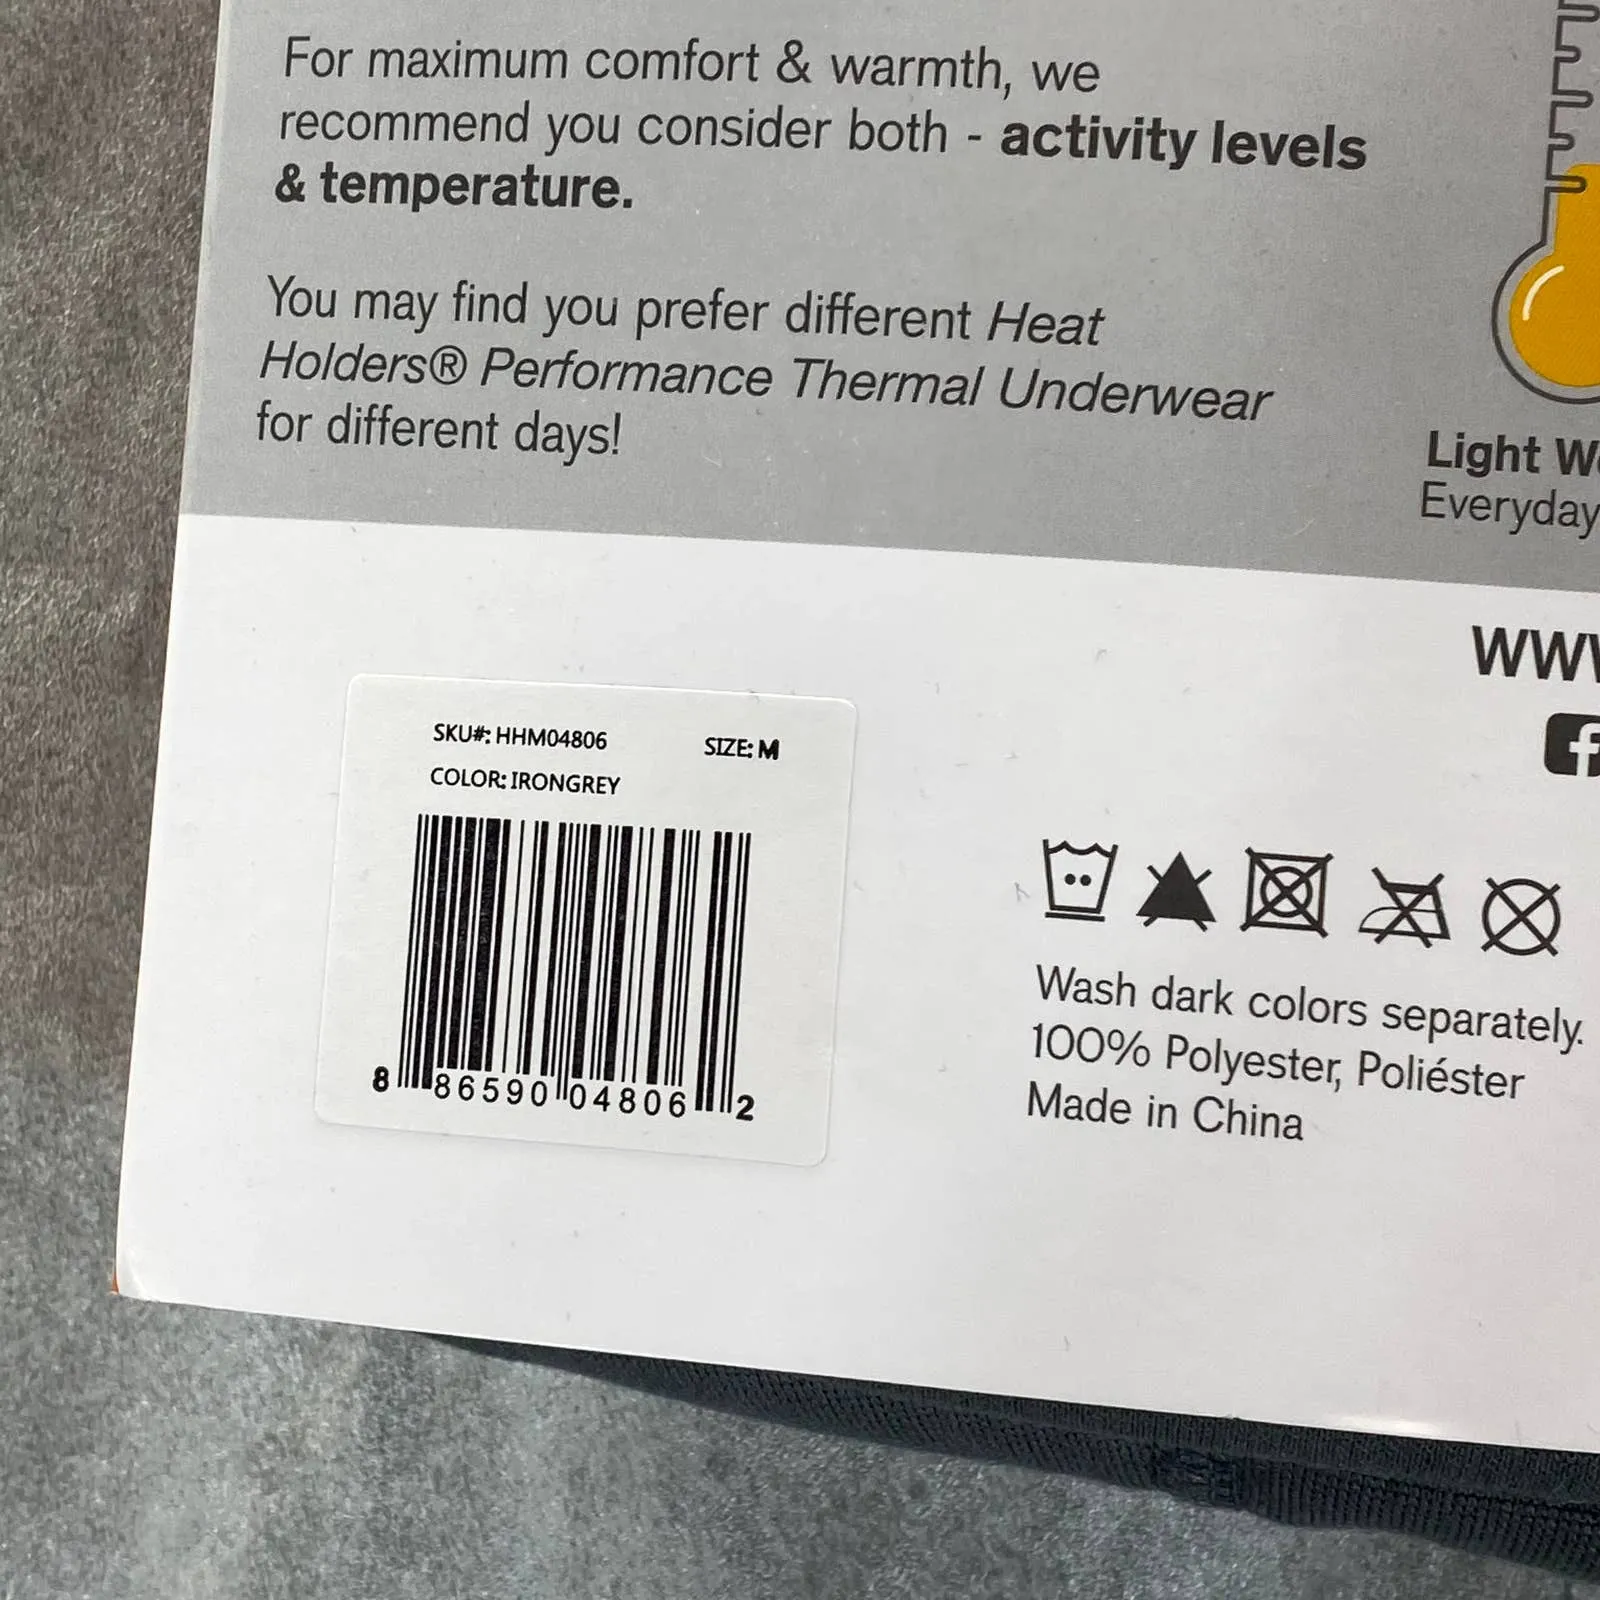 For maximum comfort & warmth, we
recommend you consider both - activity levels
& temperature.
You may find you prefer different Heat
Holders® Performance Thermal Underwear
for different days!
Light
Everyday
SKU#: HHM04806 SIZE: M
COLOR: IRONGREY
8 86590 04806 2
Wash dark colors separately.
100% Polyester, Poliéster
Made in China